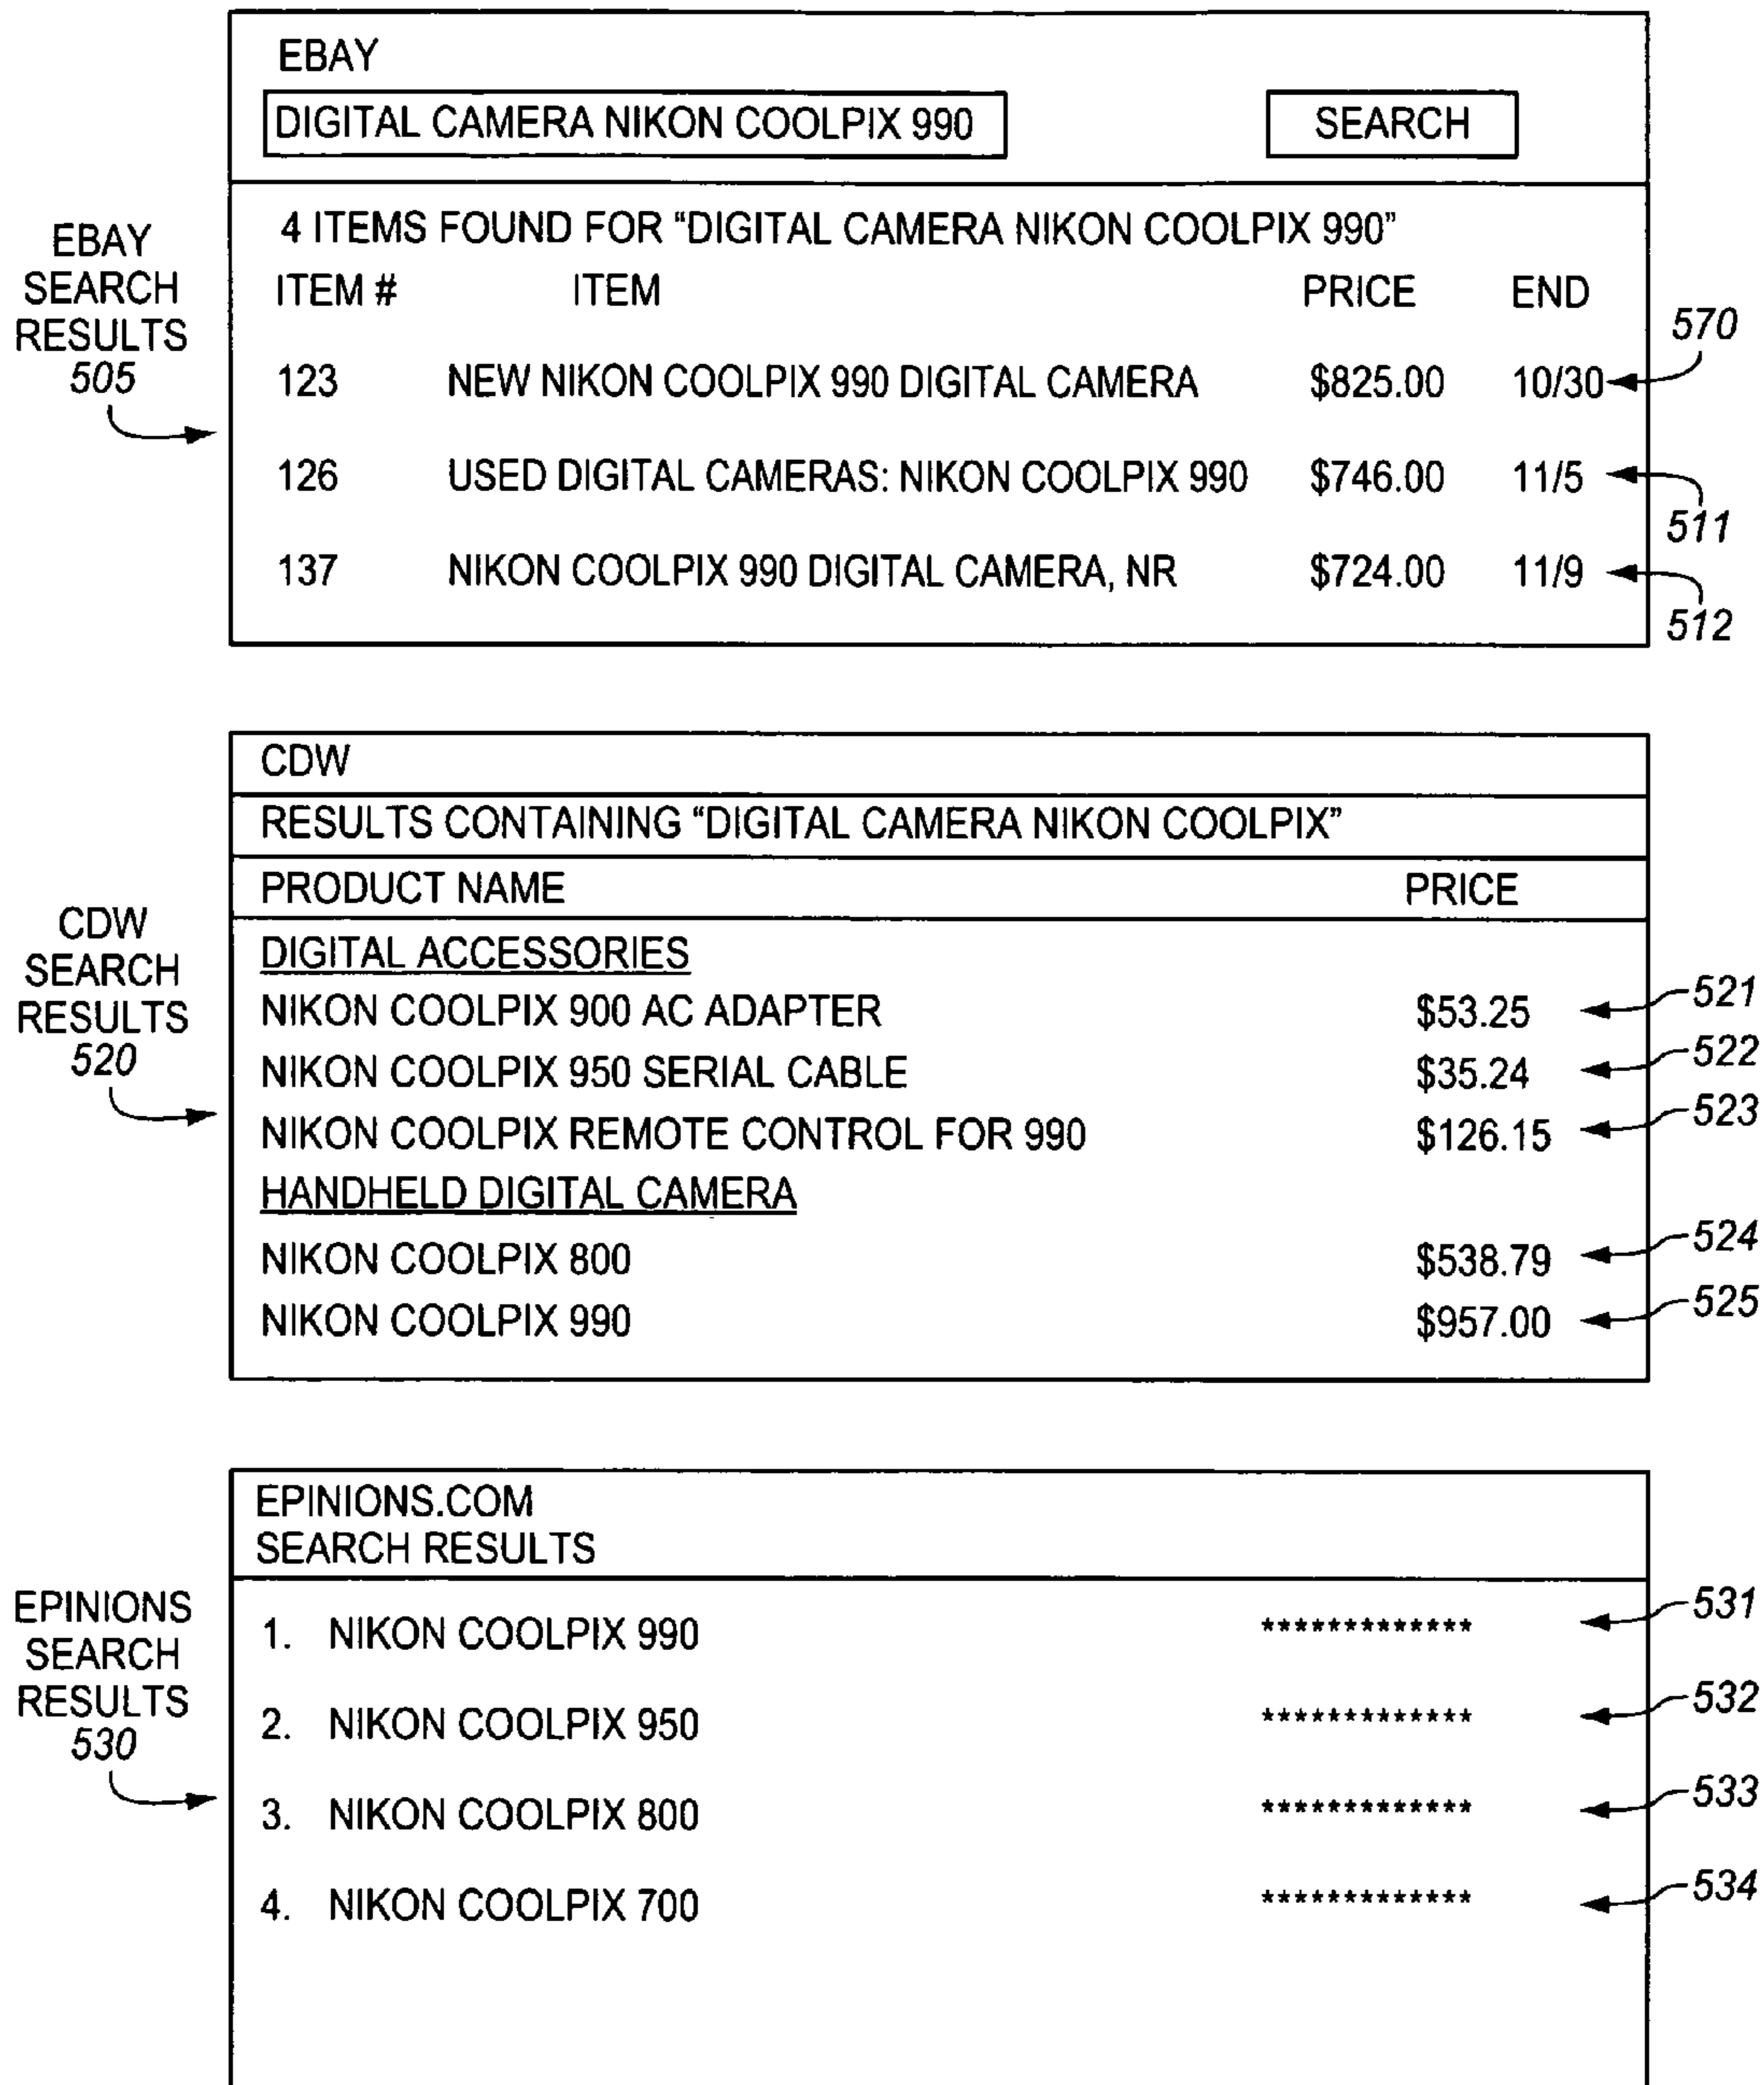 EBAY
DIGITAL CAMERA NIKON COOLPIX 990 SEARCH
4 ITEMS FOUND FOR “DIGITAL CAMERA NIKON COOLPIX 990”
ITEM # ITEM PRICE END
123 NEW NIKON COOLPIX 990 DIGITAL CAMERA $825.00 10/30 570
126 USED DIGITAL CAMERAS: NIKON COOLPIX 990 $746.00 11/5 511
137 NIKON COOLPIX 990 DIGITAL CAMERA, NR $724.00 11/9 512
EBAY
SEARCH
RESULTS
505
CDW
RESULTS CONTAINING “DIGITAL CAMERA NIKON COOLPIX”
PRODUCT NAME PRICE
DIGITAL ACCESSORIES
NIKON COOLPIX 900 AC ADAPTER $53.25 521
NIKON COOLPIX 950 SERIAL CABLE $35.24 522
NIKON COOLPIX REMOTE CONTROL FOR 990 $126.15 523
HANDHELD DIGITAL CAMERA
NIKON COOLPIX 800 $538.79 524
NIKON COOLPIX 990 $957.00 525
CDW
SEARCH
RESULTS
520
EPINIONS.COM
SEARCH RESULTS
1. NIKON COOLPIX 990 ************* 531
2. NIKON COOLPIX 950 ************* 532
3. NIKON COOLPIX 800 ************* 533
4. NIKON COOLPIX 700 ************* 534
EPINIONS
SEARCH
RESULTS
530